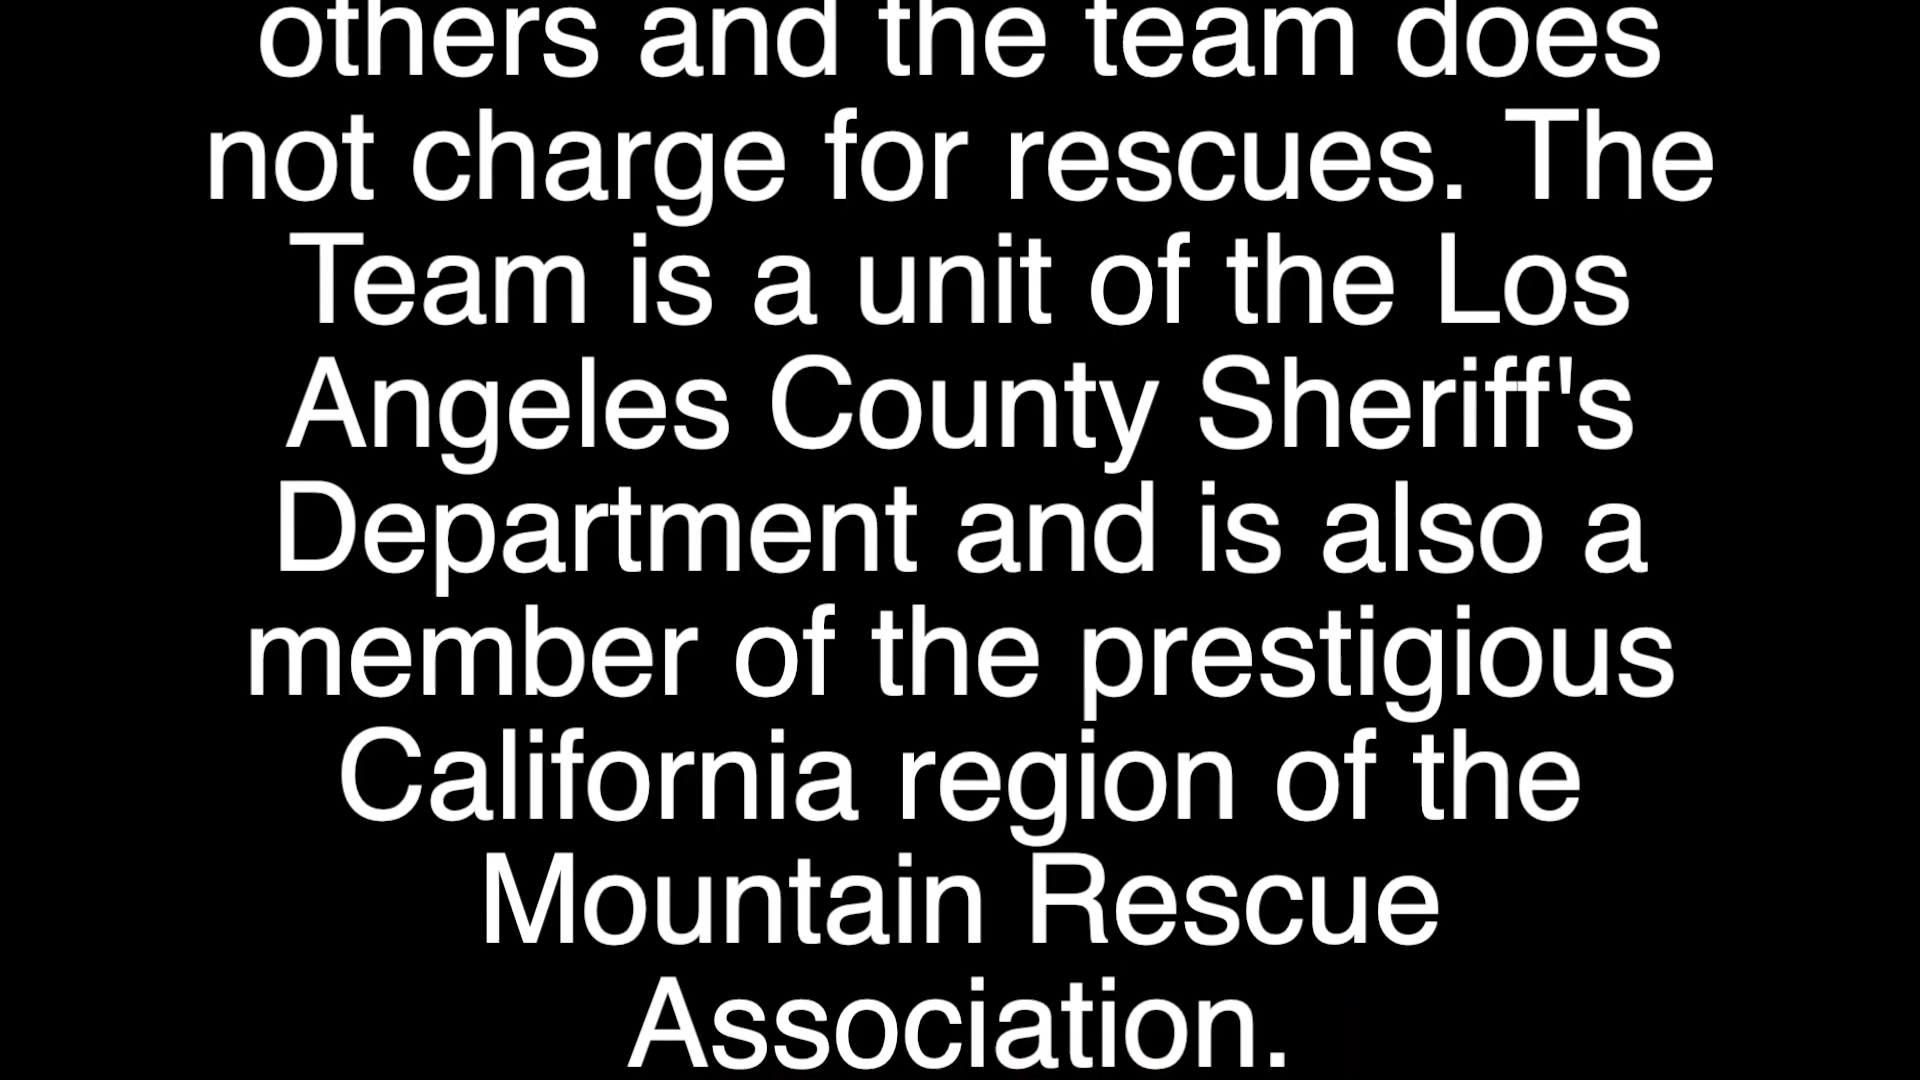 others and the team does
not charge for rescues. The
Team is a unit of the Los
Angeles County Sheriff's
Department and is also a
member of the prestigious
California region of the
Mountain Rescue
Association.